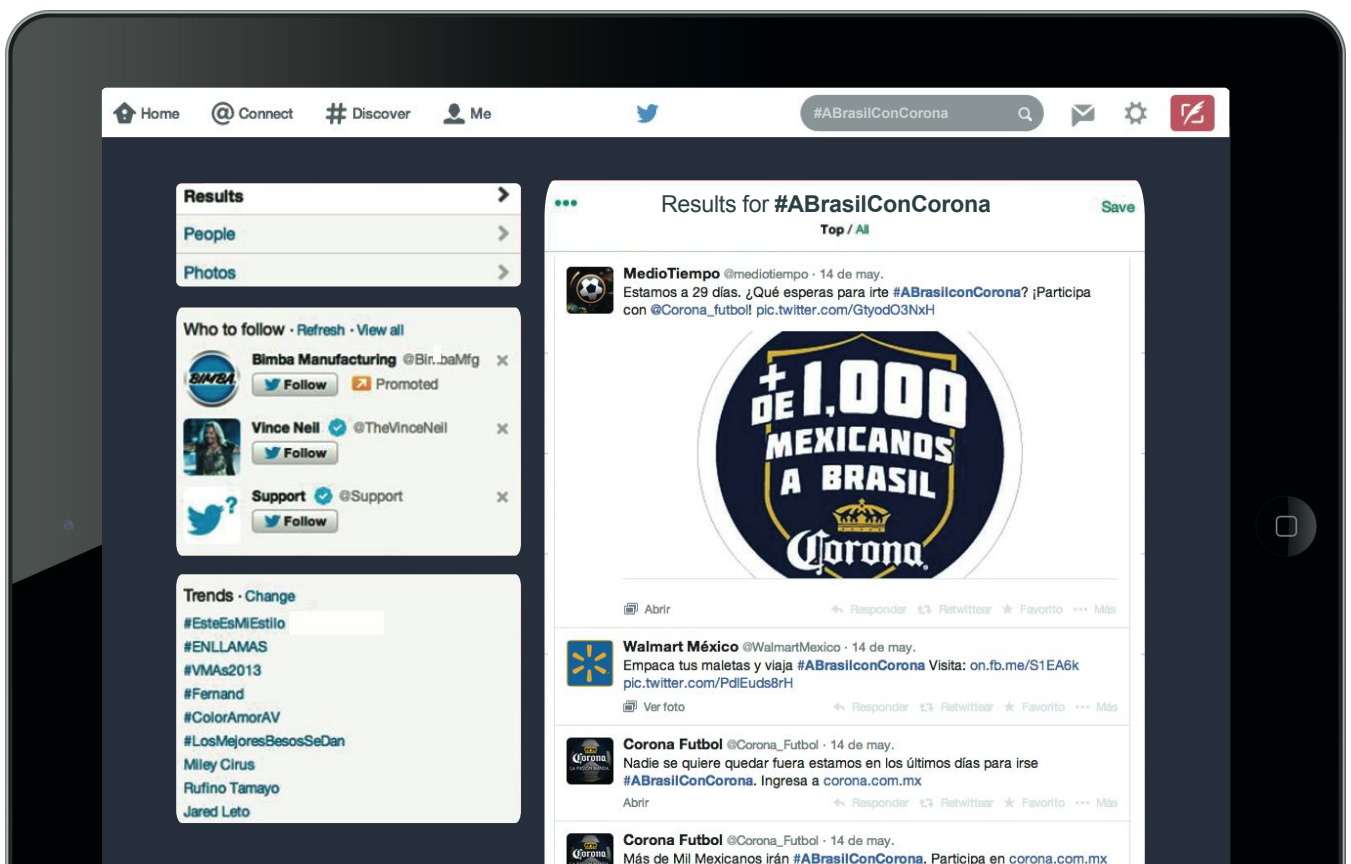 Home @ Connect # Discover Me #ABrasilConCorona
Results
People
Photos
Who to follow · Refresh · View all
BIMBA
Bimba Manufacturing @Bin..baMfg
Follow Promoted
Vince Neil @TheVinceNeil
Follow
Support @Support
Follow
Trends · Change
#EsteEsMiEstilo
#ENLLAMAS
#VMAs2013
#Fernand
#ColorAmorAV
#LosMejoresBesosSeDan
Miley Cirus
Rufino Tamayo
Jared Leto
Results for #ABrasilConCorona
Save
Top / All
MedioTiempo @mediotiempo · 14 de may.
Estamos a 29 días. ¿Qué esperas para irte #ABrasilconCorona? ¡Participa
con @Corona_futbol! pic.twitter.com/GtyodO3NxH
+ DE 1,000
MEXICANOS
A BRASIL
Corona
Abrir Responder Retwittear Favorito ··· Más
Walmart México @WalmartMexico · 14 de may.
Empaca tus maletas y viaja #ABrasilconCorona Visita: on.fb.me/S1EA6k
pic.twitter.com/PdlEuds8rH
Ver foto Responder Retwittear Favorito ··· Más
Corona
Corona Futbol @Corona_Futbol · 14 de may.
Nadie se quiere quedar fuera estamos en los últimos días para irse
#ABrasilConCorona. Ingresa a corona.com.mx
Abrir Responder Retwittear Favorito ··· Más
Corona
Corona Futbol @Corona_Futbol · 14 de may.
Más de Mil Mexicanos irán #ABrasilConCorona. Participa en corona.com.mx